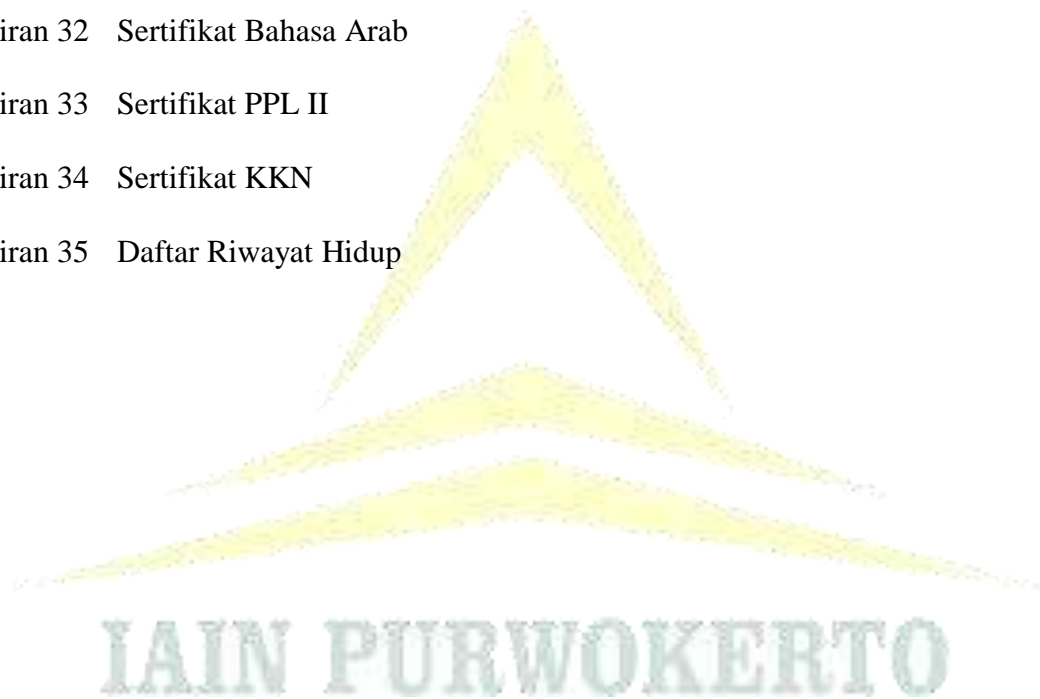 iran 32 Sertifikat Bahasa Arab
iran 33 Sertifikat PPL II
iran 34 Sertifikat KKN
iran 35 Daftar Riwayat Hidup
IAIN PURWOKERTO